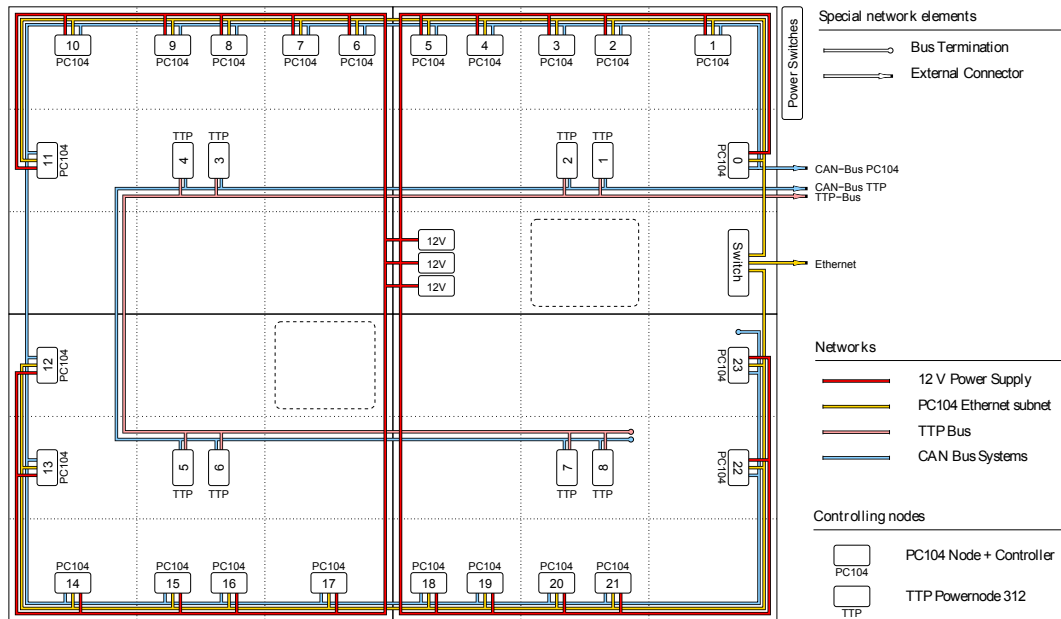 10
9
8
7
6
5
4
3
2
1
PC104
PC104
PC104
PC104
PC104
PC104
PC104
PC104
PC104
PC104
Power Switches
Special network elements
Bus Termination
External Connector
11
PC104
TTP
4
TTP
3
TTP
2
TTP
1
0
PC104
CAN-Bus PC104
CAN-Bus TTP
TTP-Bus
12V
12V
12V
Switch
Ethernet
12
PC104
23
PC104
Networks
12 V Power Supply
PC104 Ethernet subnet
TTP Bus
CAN Bus Systems
13
PC104
5
TTP
6
TTP
7
TTP
8
TTP
22
PC104
Controlling nodes
PC104
PC104 Node + Controller
TTP
TTP Powernode 312
PC104
PC104
PC104
PC104
PC104
PC104
PC104
PC104
14
15
16
17
18
19
20
21